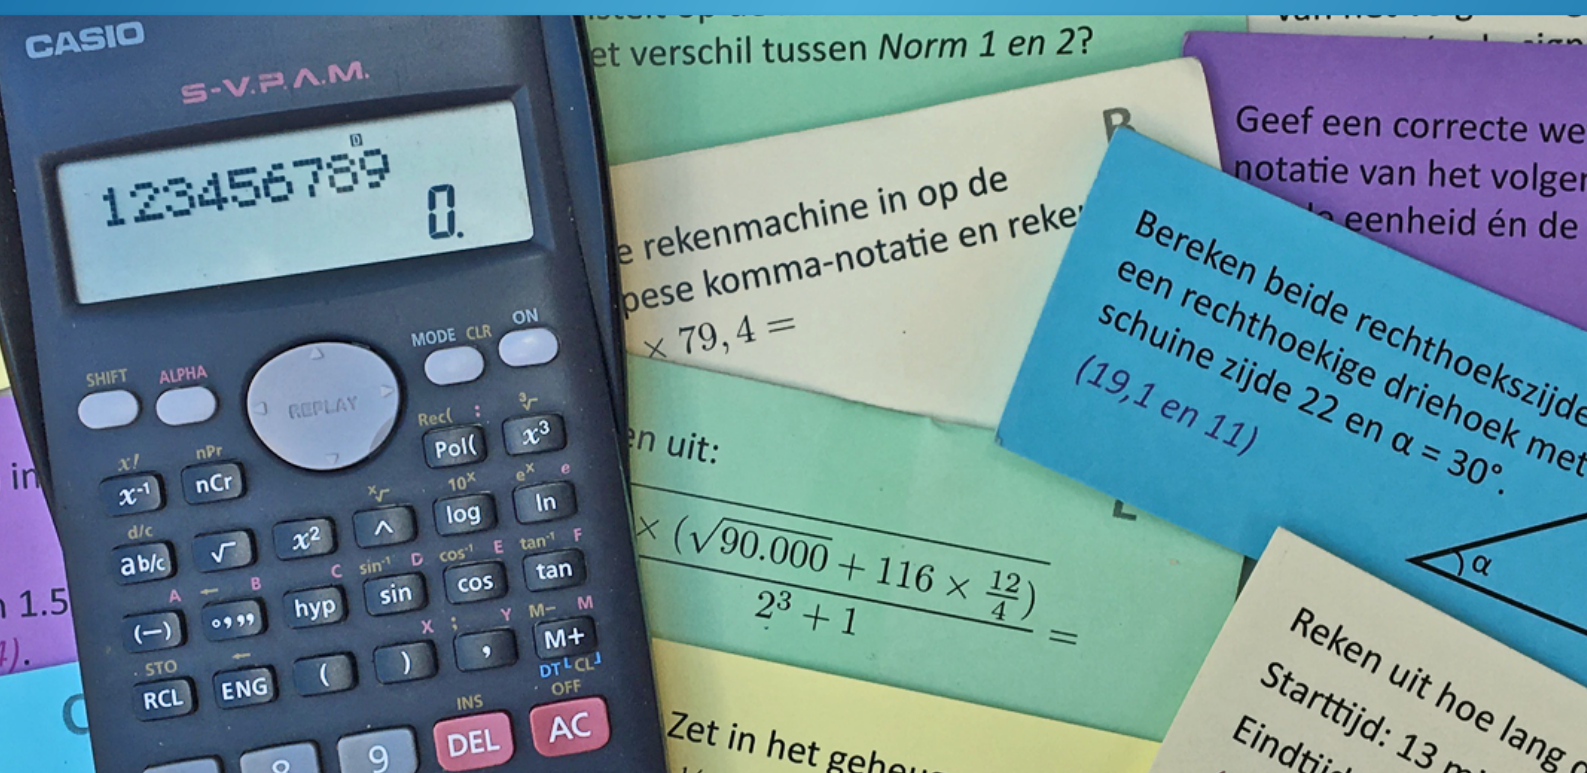 CASIO
S-V.P.A.M.
123456789
0.
D
SHIFT
ALPHA
REPLAY
MODE CLR
ON
Rec( :
Pol(
³√
x³
x!
x⁻¹
nPr
nCr
d/c
ab/c
√
x²
ˣ√
^
10ˣ
log
eˣ e
ln
A
(—)
← B
° , ,,
C
hyp
sin⁻¹ D
sin
cos⁻¹ E
cos
tan⁻¹ F
tan
STO
RCL
←
ENG
(
X
)
; Y
,
M- M
M+
DT CL
INS
DEL
OFF
AC
9
et verschil tussen Norm 1 en 2?
B
e rekenmachine in op de
pese komma-notatie en reke
× 79,4 =
en uit:
× (√90.000 + 116 × 12/4)
2³ + 1
=
Zet in het
Geef een correcte we
notatie van het volge
eenheid én de
Bereken beide rechthoekszijde
een rechthoekige driehoek met
schuine zijde 22 en α = 30°.
(19,1 en 11)
α
Reken uit hoe lang
Starttijd: 13
in
1.5